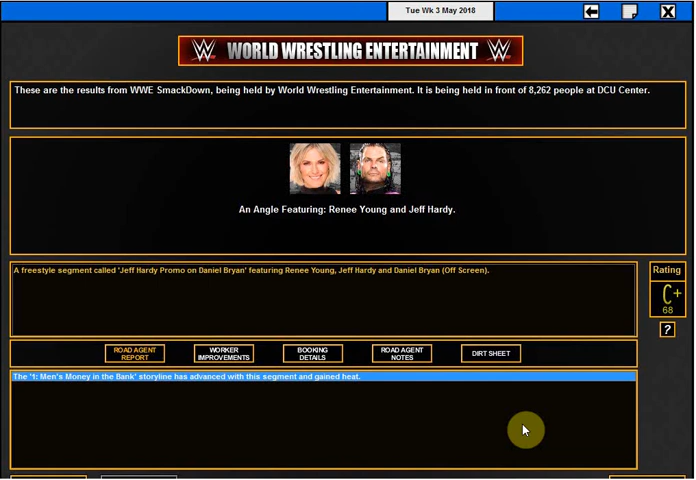 Tue Wk 3 May 2018
WORLD WRESTLING ENTERTAINMENT
These are the results from WWE SmackDown, being held by World Wrestling Entertainment. It is being held in front of 8,262 people at DCU Center.
An Angle Featuring: Renee Young and Jeff Hardy.
A freestyle segment called 'Jeff Hardy Promo on Daniel Bryan' featuring Renee Young, Jeff Hardy and Daniel Bryan (Off Screen).
Rating
C+
68
?
ROAD AGENT
REPORT
WORKER
IMPROVEMENTS
BOOKING
DETAILS
ROAD AGENT
NOTES
DIRT SHEET
The '1: Men's Money in the Bank' storyline has advanced with this segment and gained heat.